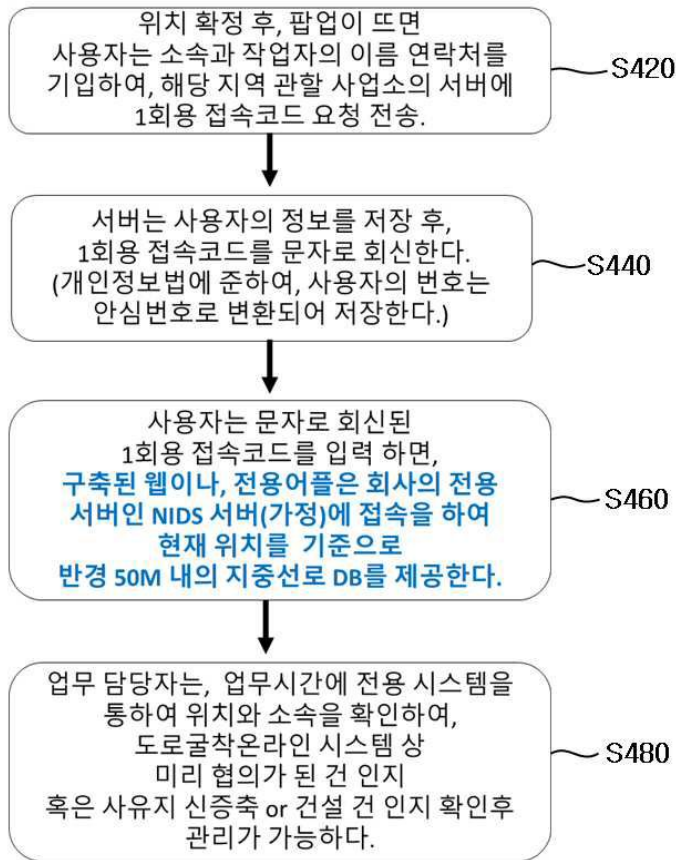 위치 확정 후, 팝업이 뜨면
사용자는 소속과 작업자의 이름 연락처를
기입하여, 해당 지역 관할 사업소의 서버에
1회용 접속코드 요청 전송.
S420
서버는 사용자의 정보를 저장 후,
1회용 접속코드를 문자로 회신한다.
(개인정보법에 준하여, 사용자의 번호는
안심번호로 변환되어 저장한다.)
S440
사용자는 문자로 회신된
1회용 접속코드를 입력 하면,
구축된 웹이나, 전용어플은 회사의 전용
서버인 NIDS 서버(가정)에 접속을 하여
현재 위치를 기준으로
반경 50M 내의 지중선로 DB를 제공한다.
S460
업무 담당자는, 업무시간에 전용 시스템을
통하여 위치와 소속을 확인하여,
도로굴착온라인 시스템 상
미리 협의가 된 건 인지
혹은 사유지 신증축 or 건설 건 인지 확인후
관리가 가능하다.
S480